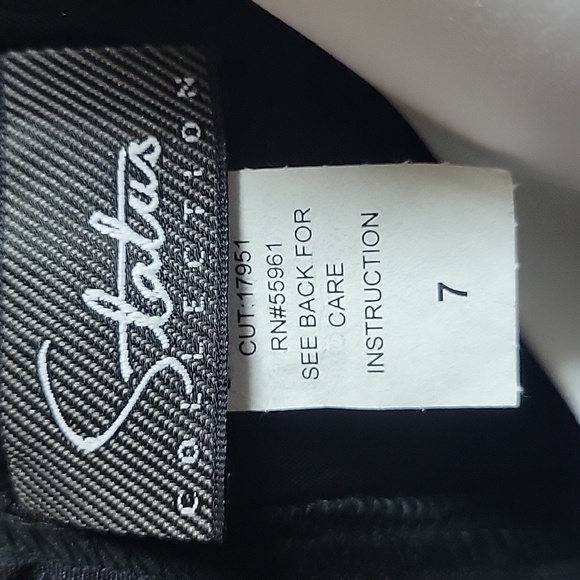 Status
COLLECTION
CUT:17951
RN#55961
SEE BACK FOR
CARE
INSTRUCTION
7